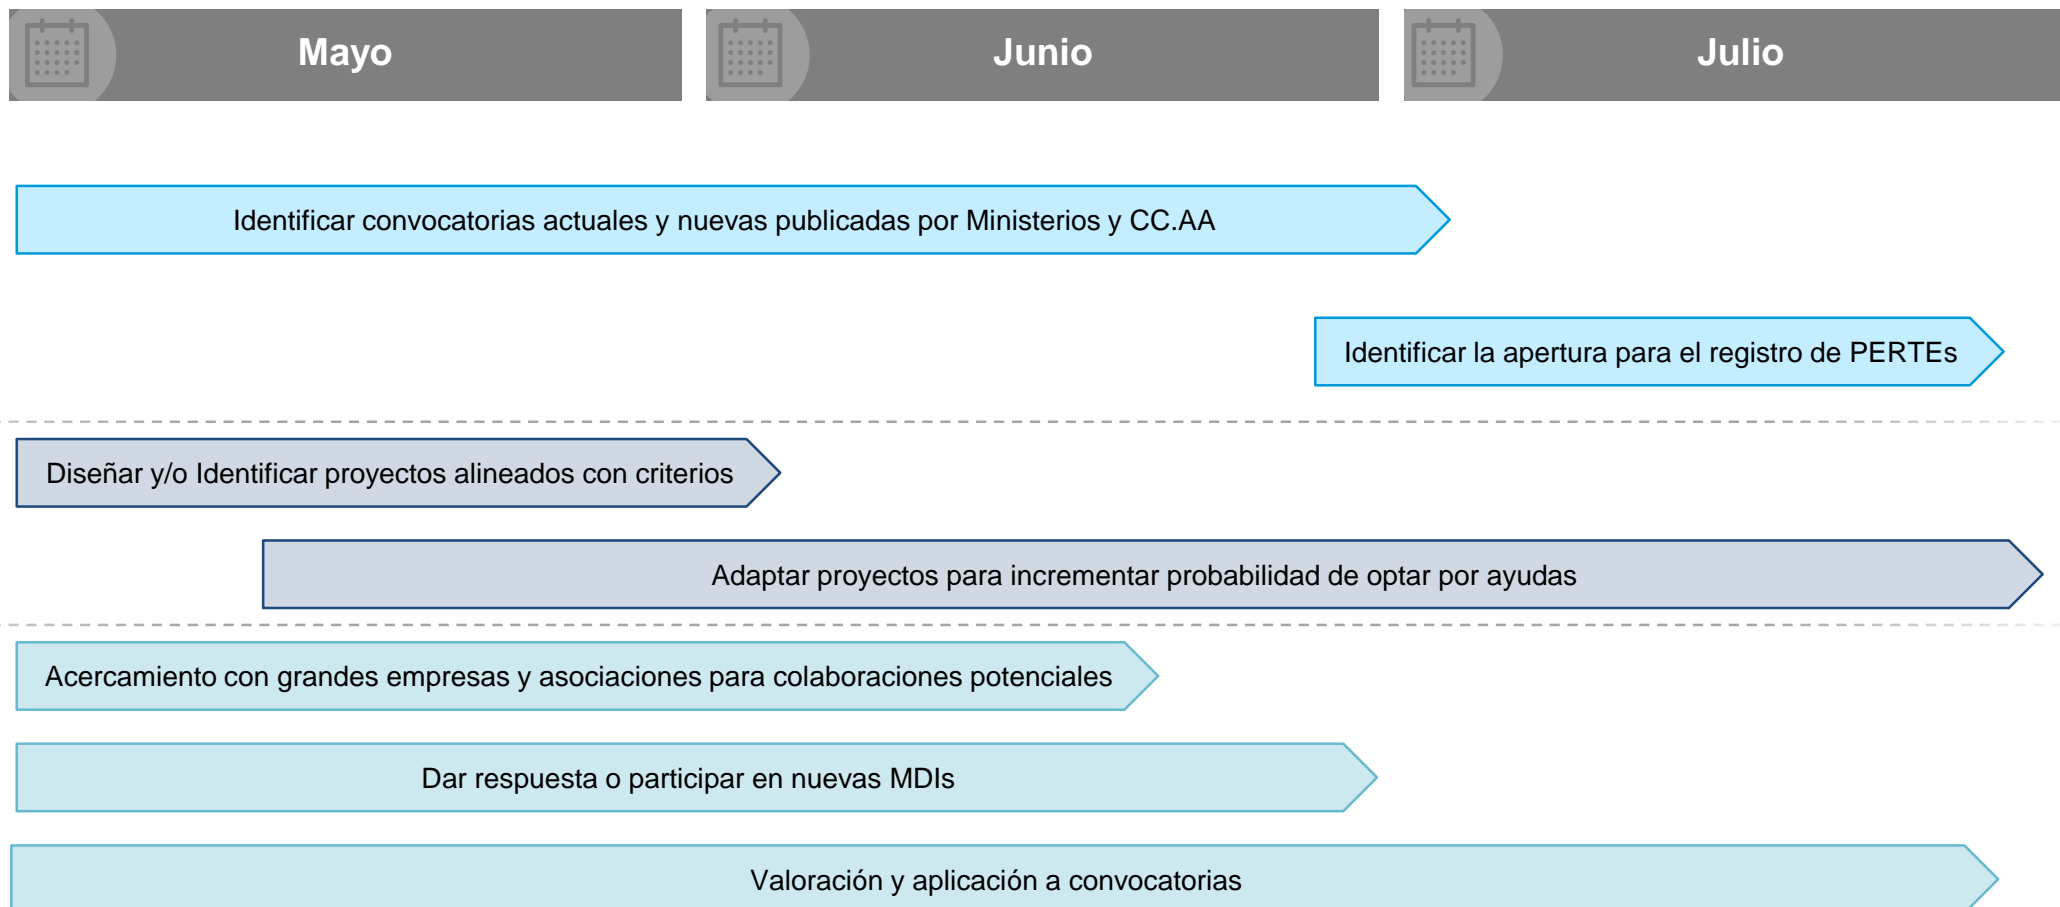 Mayo
Junio
Julio
Identificar convocatorias actuales y nuevas publicadas por Ministerios y CC.AA
Identificar la apertura para el registro de PERTEs
Diseñar y/o Identificar proyectos alineados con criterios
Adaptar proyectos para incrementar probabilidad de optar por ayudas
Acercamiento con grandes empresas y asociaciones para colaboraciones potenciales
Dar respuesta o participar en nuevas MDIs
Valoración y aplicación a convocatorias